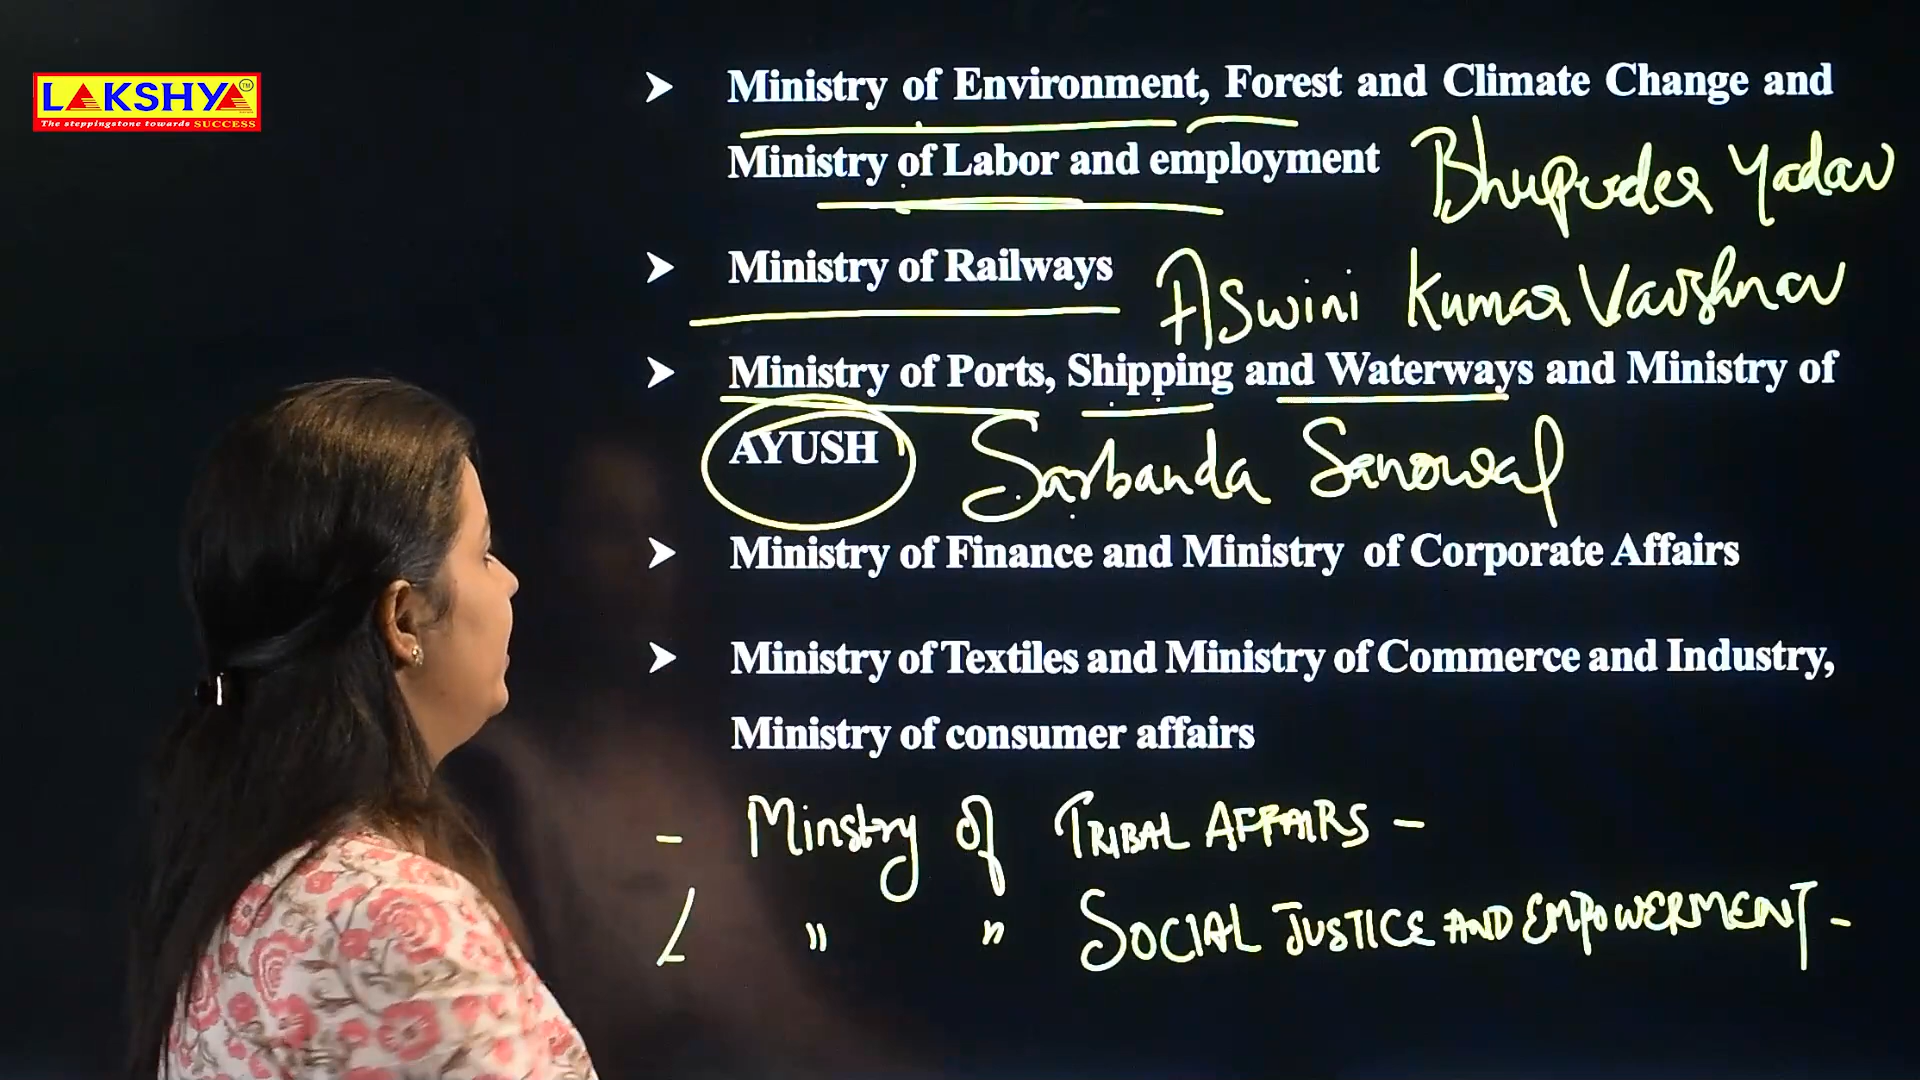 LAKSHYA TM
The steppingstone towards SUCCESS
➤ Ministry of Environment, Forest and Climate Change and
Ministry of Labor and employment Bhupinder Yadav
➤ Ministry of Railways Aswini Kumar Vaishnav
➤ Ministry of Ports, Shipping and Waterways and Ministry of
AYUSH Sarbanda Sanowal
➤ Ministry of Finance and Ministry of Corporate Affairs
➤ Ministry of Textiles and Ministry of Commerce and Industry,
Ministry of consumer affairs
- Minstry of TRIBAL AFFAIRS -
" " SOCIAL JUSTICE AND EMPOWERMENT -